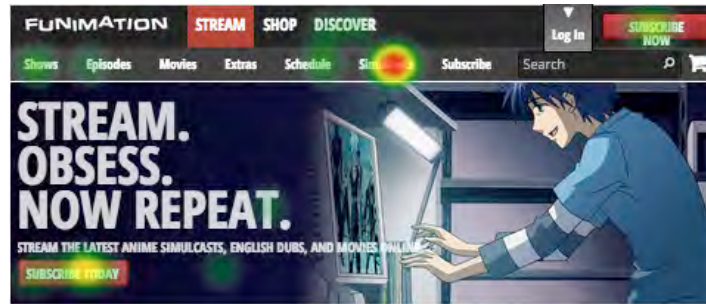 FUNIMATION STREAM SHOP DISCOVER Log In SUBSCRIBE NOW
Shows Episodes Movies Extras Schedule Subscribe Search
STREAM.
OBSESS.
NOW REPEAT.
STREAM THE LATEST ANIME SIMULCASTS, ENGLISH DUBS, AND MOVIES ONLINE
SUBSCRIBE TODAY